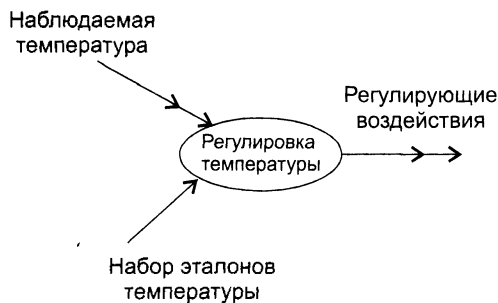 Наблюдаемая
температура
Регулирующие
воздействия
Регулировка
температуры
Набор эталонов
температуры